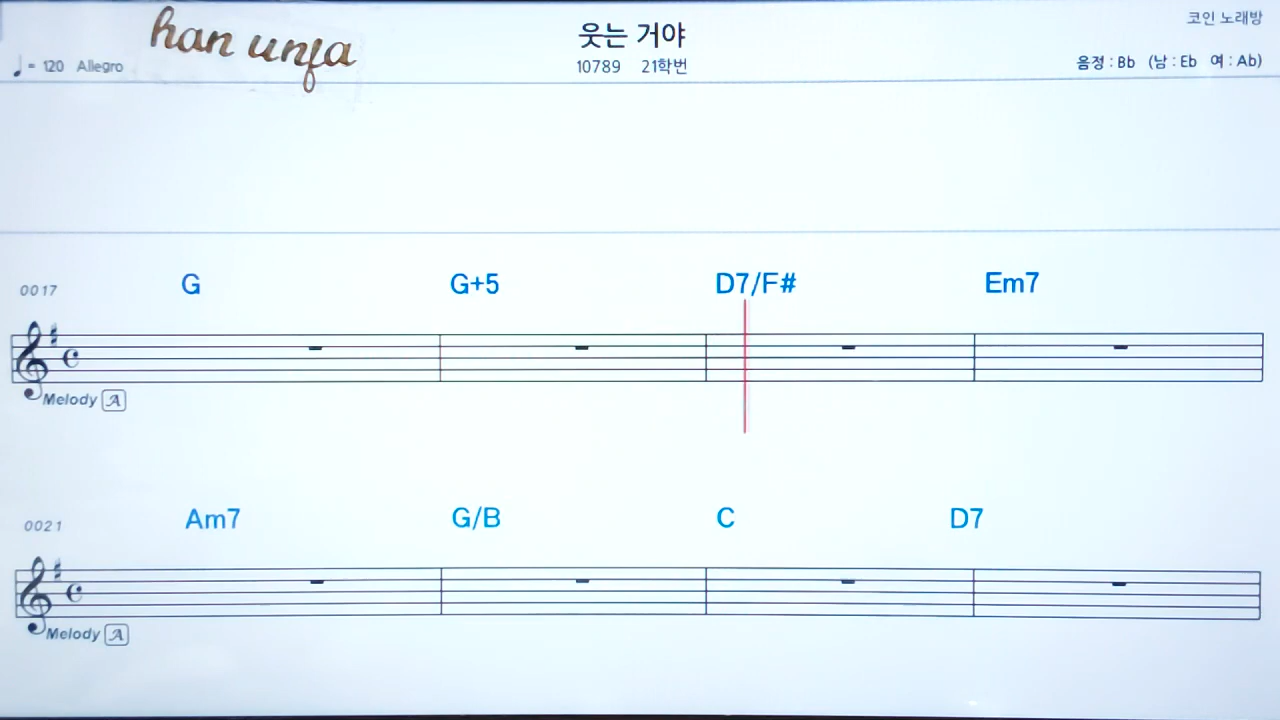 han unfa
웃는 거야
코인 노래방
♩ = 120 Allegro
10789 21학번
음정 : Bb (남 : Eb 여 : Ab)
0017 G G+5 D7/F# Em7
Melody A
0021 Am7 G/B C D7
Melody A